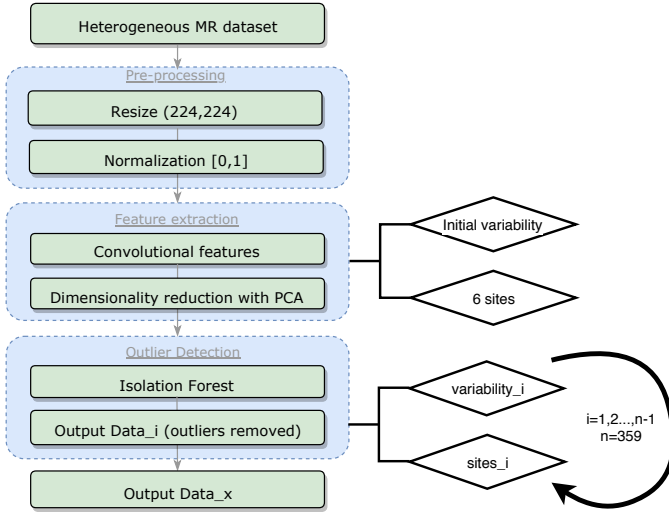 Heterogeneous MR dataset
Pre-processing
Resize (224,224)
Normalization [0,1]
Feature extraction
Convolutional features
Dimensionality reduction with PCA
Initial variability
6 sites
Outlier Detection
Isolation Forest
Output Data_i (outliers removed)
variability_i
sites_i
i=1,2...,n-1
n=359
Output Data_x